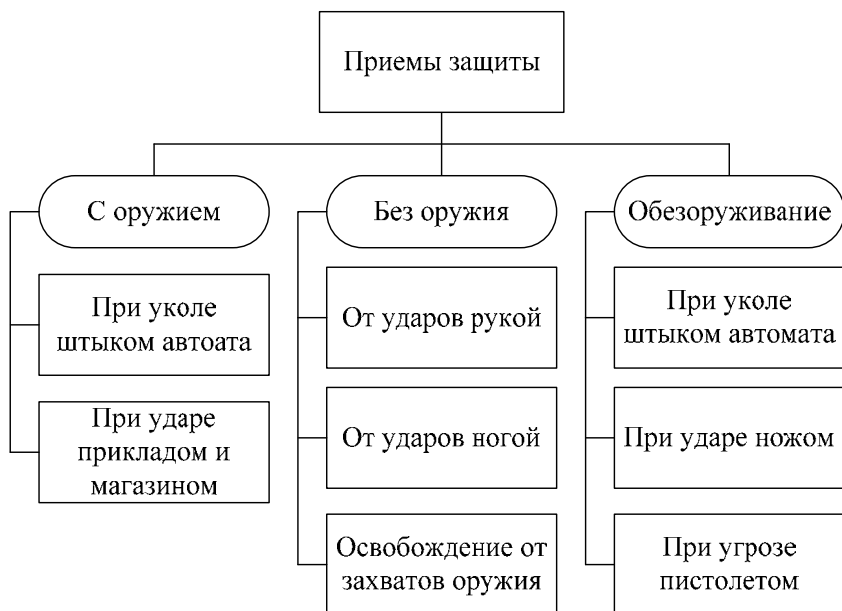 Приемы защиты
С оружием
При уколе
штыком автоата
При ударе
прикладом и
магазином
Без оружия
От ударов рукой
От ударов ногой
Освобождение от
захватов оружия
Обезоруживание
При уколе
штыком автомата
При ударе ножом
При угрозе
пистолетом